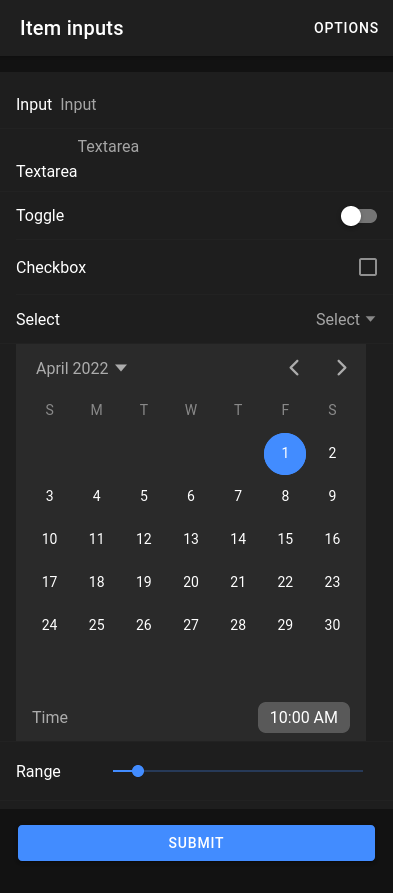 Item inputs OPTIONS
Input Input
Textarea
Textarea
Toggle
Checkbox
Select Select
April 2022
S M T W T F S
1 2
3 4 5 6 7 8 9
10 11 12 13 14 15 16
17 18 19 20 21 22 23
24 25 26 27 28 29 30
Time 10:00 AM
Range
SUBMIT